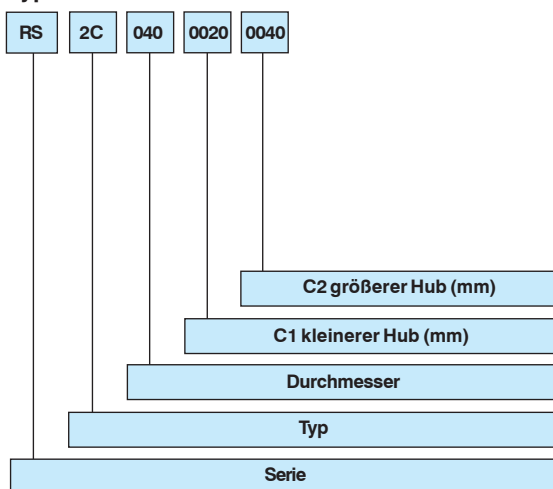 RS 2C 040 0020 0040
C2 größerer Hub (mm)
C1 kleinerer Hub (mm)
Durchmesser
Typ
Serie